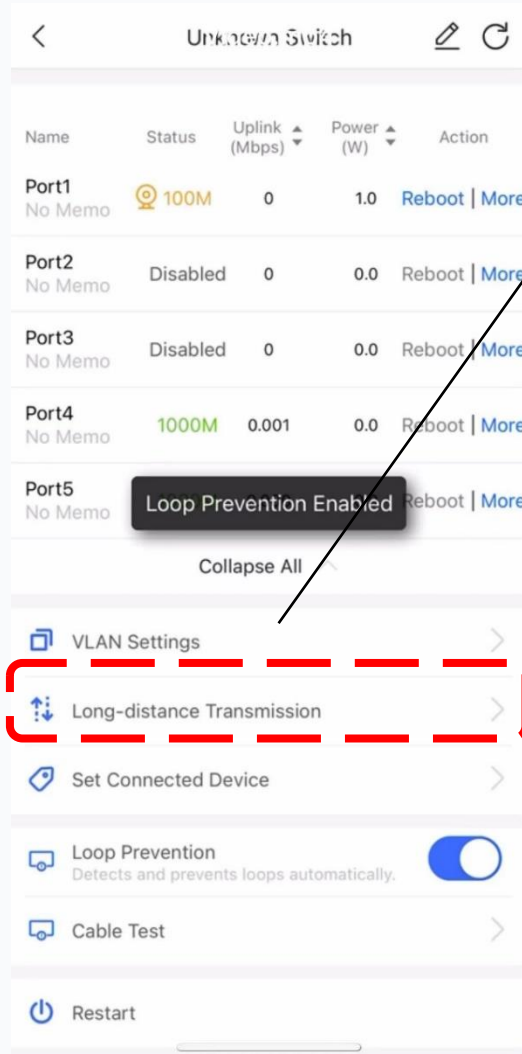 Unknown Switch
Name Status Uplink (Mbps) Power (W) Action
Port1 100M 0 1.0 Reboot | More
No Memo
Port2 Disabled 0 0.0 Reboot | More
No Memo
Port3 Disabled 0 0.0 Reboot | More
No Memo
Port4 1000M 0.001 0.0 Reboot | More
No Memo
Port5 Reboot | More
No Memo
Loop Prevention Enabled
Collapse All
VLAN Settings
Long-distance Transmission
Set Connected Device
Loop Prevention
Detects and prevents loops automatically.
Cable Test
Restart